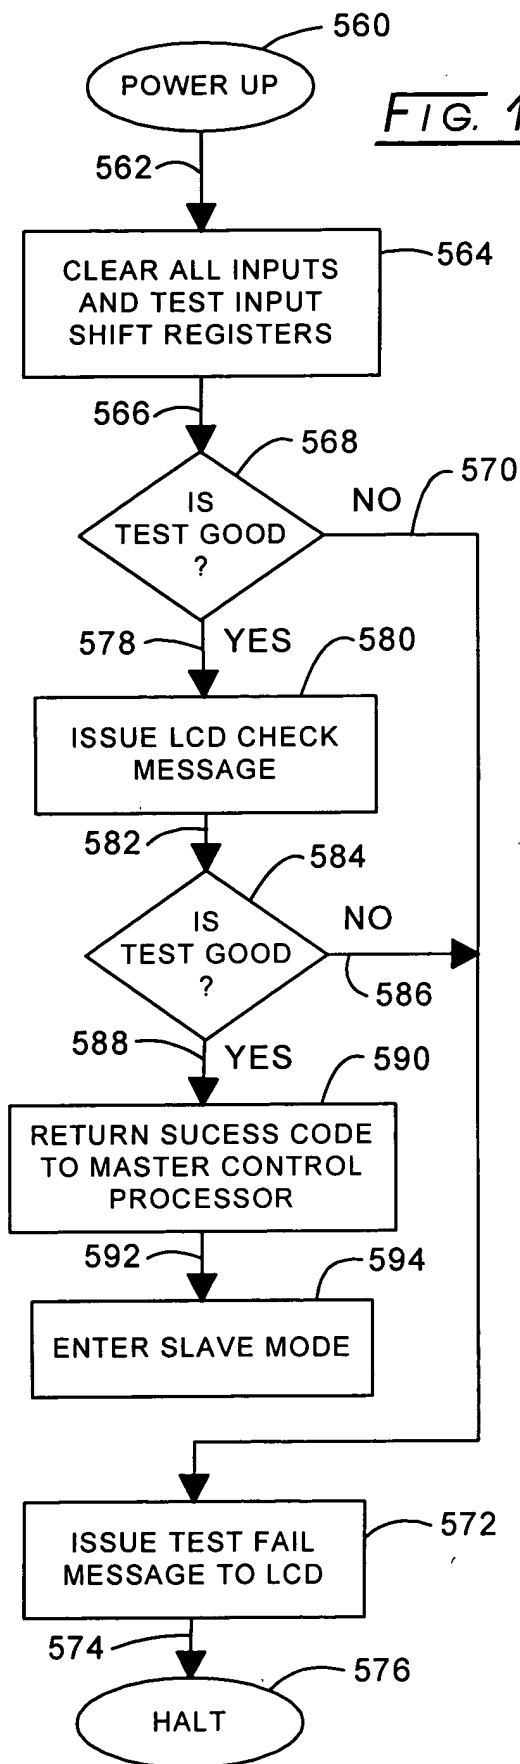 560
POWER UP
FIG. 1
562
564
CLEAR ALL INPUTS
AND TEST INPUT
SHIFT REGISTERS
566
568
570
NO
IS
TEST GOOD
?
578
YES
580
ISSUE LCD CHECK
MESSAGE
582
584
NO
IS
TEST GOOD
?
586
588
YES
590
RETURN SUCESS CODE
TO MASTER CONTROL
PROCESSOR
592
594
ENTER SLAVE MODE
572
ISSUE TEST FAIL
MESSAGE TO LCD
574
576
HALT